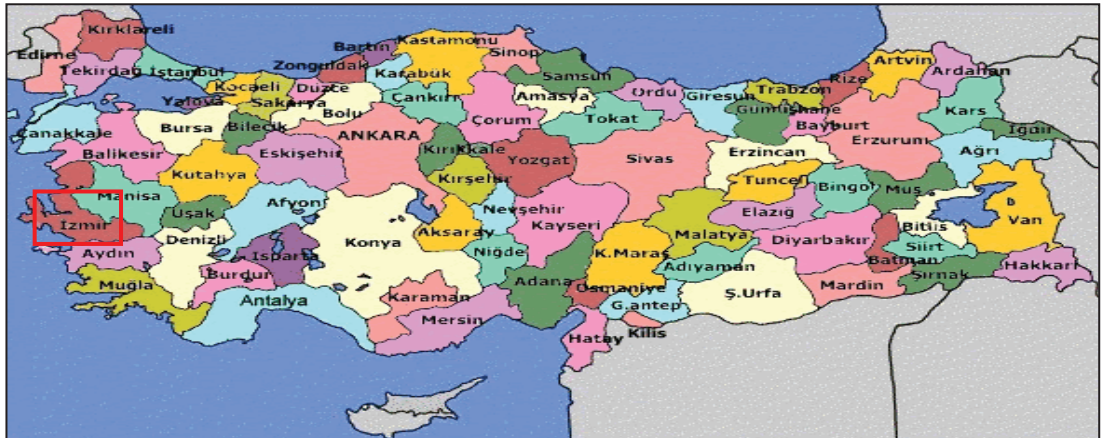 Kırklareli
Edirne
Tekirdağ
İstanbul
Kocaeli
Yalova
Sakarya
Düzce
Zonguldak
Bartın
Karabük
Kastamonu
Sinop
Samsun
Çankırı
Bolu
Amasya
Ordu
Giresun
Trabzon
Rize
Artvin
Ardahan
Gümüşhane
Bayburt
Kars
Iğdır
Çanakkale
Bursa
Bilecik
Balikesir
Kutahya
Eskişehir
ANKARA
Kırıkkale
Çorum
Yozgat
Tokat
Sivas
Erzincan
Erzurum
Ağrı
Manisa
İzmir
Uşak
Afyon
Kırşehir
Nevşehir
Aksaray
Kayseri
Malatya
Elazığ
Tunceli
Bingol
Muş
Bitlis
Van
Aydın
Denizli
Isparta
Burdur
Konya
Niğde
Adana
K.Maraş
Adıyaman
Diyarbakır
Batman
Siirt
Şırnak
Hakkari
Muğla
Antalya
Karaman
Mersin
Osmaniye
G.antep
Ş.Urfa
Mardin
Hatay
Kilis